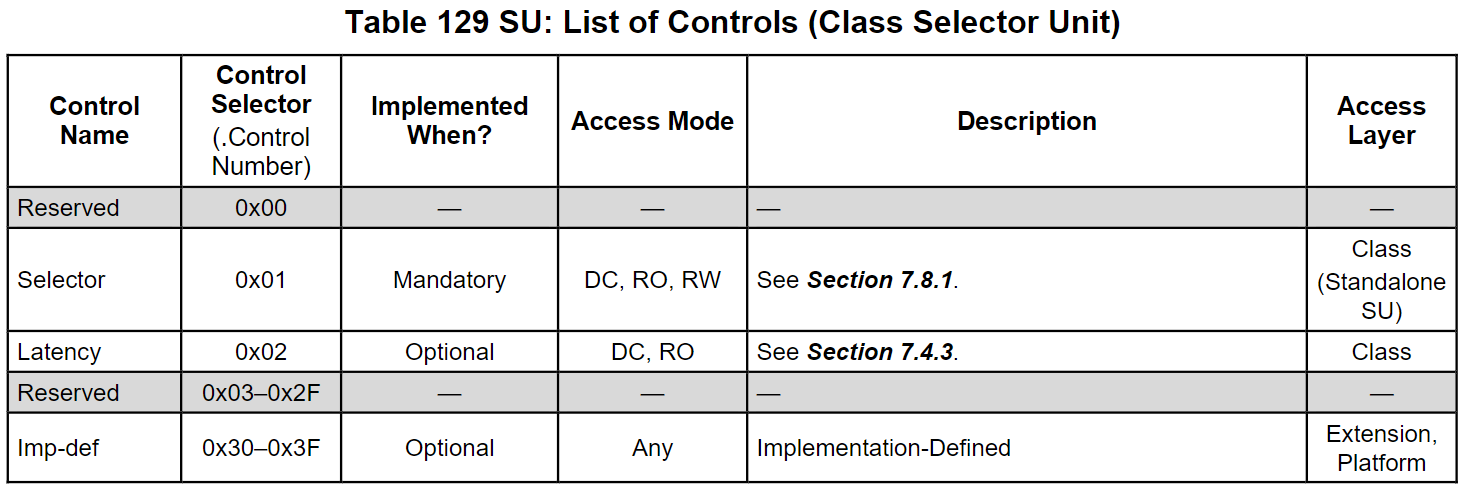 Table 129 SU: List of Controls (Class Selector Unit)
Control Name | Control Selector (.Control Number) | Implemented When? | Access Mode | Description | Access Layer
Reserved | 0x00 | — | — | — | —
Selector | 0x01 | Mandatory | DC, RO, RW | See Section 7.8.1. | Class (Standalone SU)
Latency | 0x02 | Optional | DC, RO | See Section 7.4.3. | Class
Reserved | 0x03–0x2F | — | — | — | —
Imp-def | 0x30–0x3F | Optional | Any | Implementation-Defined | Extension, Platform